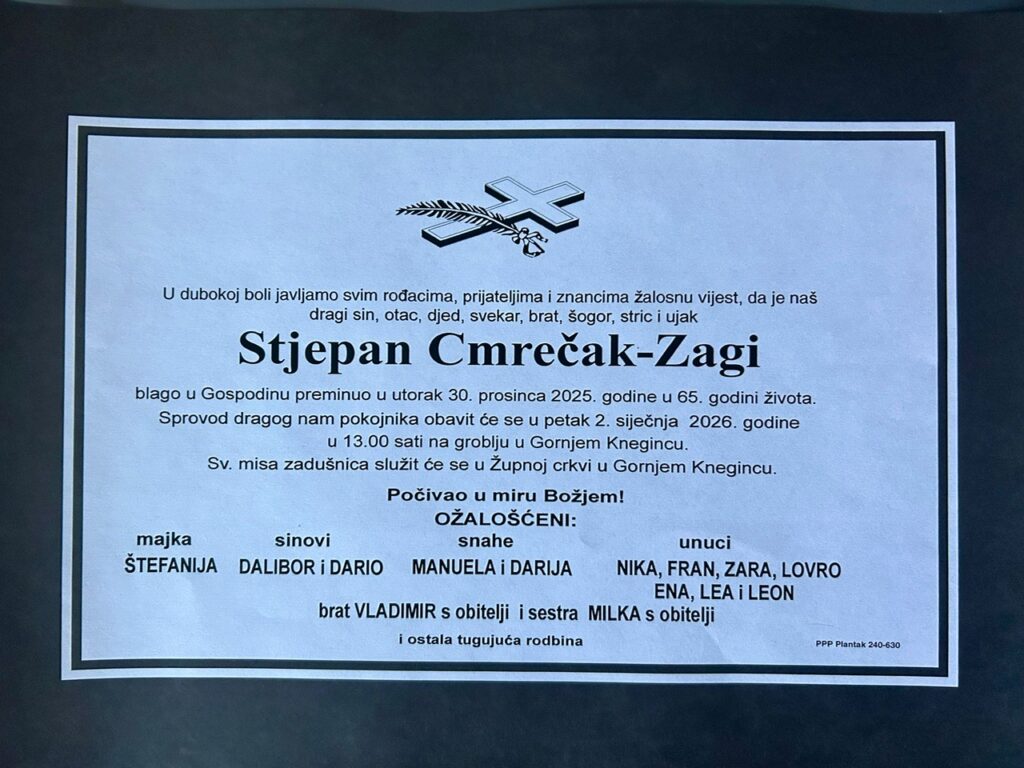 U dubokoj boli javljamo svim rođacima, prijateljima i znancima žalosnu vijest, da je naš
dragi sin, otac, djed, svekar, brat, šogor, stric i ujak
Stjepan Cmrečak-Zagi
blago u Gospodinu preminuo u utorak 30. prosinca 2025. godine u 65. godini života.
Sprovod dragog nam pokojnika obavit će se u petak 2. siječnja 2026. godine
u 13.00 sati na groblju u Gornjem Knegincu.
Sv. misa zadušnica služit će se u Župnoj crkvi u Gornjem Knegincu.
Počivao u miru Božjem!
OŽALOŠĆENI:
majka sinovi snahe unuci
ŠTEFANIJA DALIBOR i DARIO MANUELA i DARIJA NIKA, FRAN, ZARA, LOVRO
ENA, LEA i LEON
brat VLADIMIR s obitelji i sestra MILKA s obitelji
i ostala tugujuća rodbina
PPP Plantak 240-630